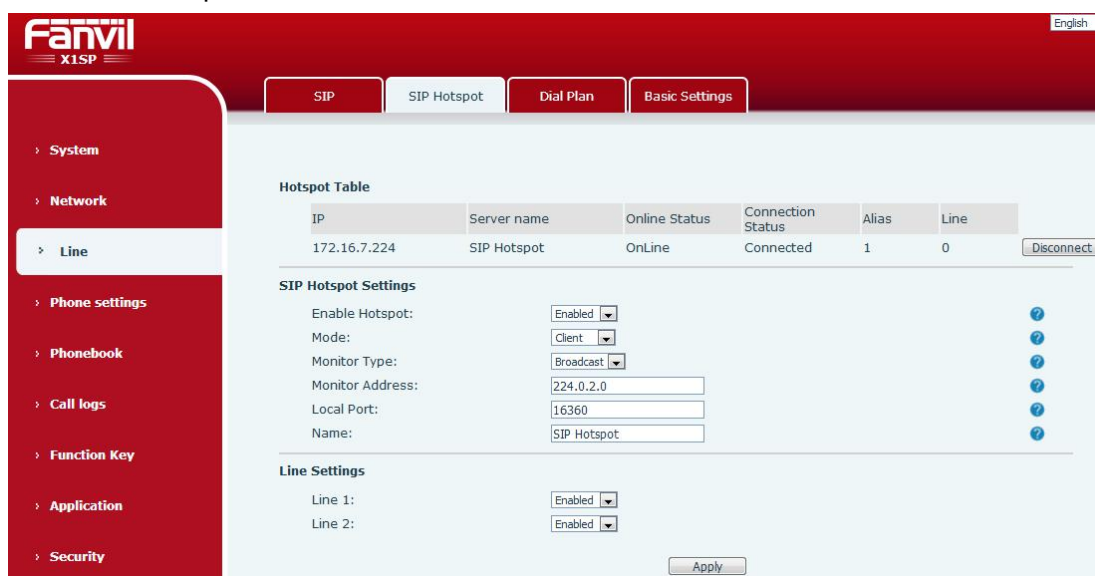 Fanvil
X1SP
English
SIP
SIP Hotspot
Dial Plan
Basic Settings
System
Network
Line
Phone settings
Phonebook
Call logs
Function Key
Application
Security
Hotspot Table
IP Server name Online Status Connection Status Alias Line
172.16.7.224 SIP Hotspot OnLine Connected 1 0 Disconnect
SIP Hotspot Settings
Enable Hotspot: Enabled
Mode: Client
Monitor Type: Broadcast
Monitor Address: 224.0.2.0
Local Port: 16360
Name: SIP Hotspot
Line Settings
Line 1: Enabled
Line 2: Enabled
Apply